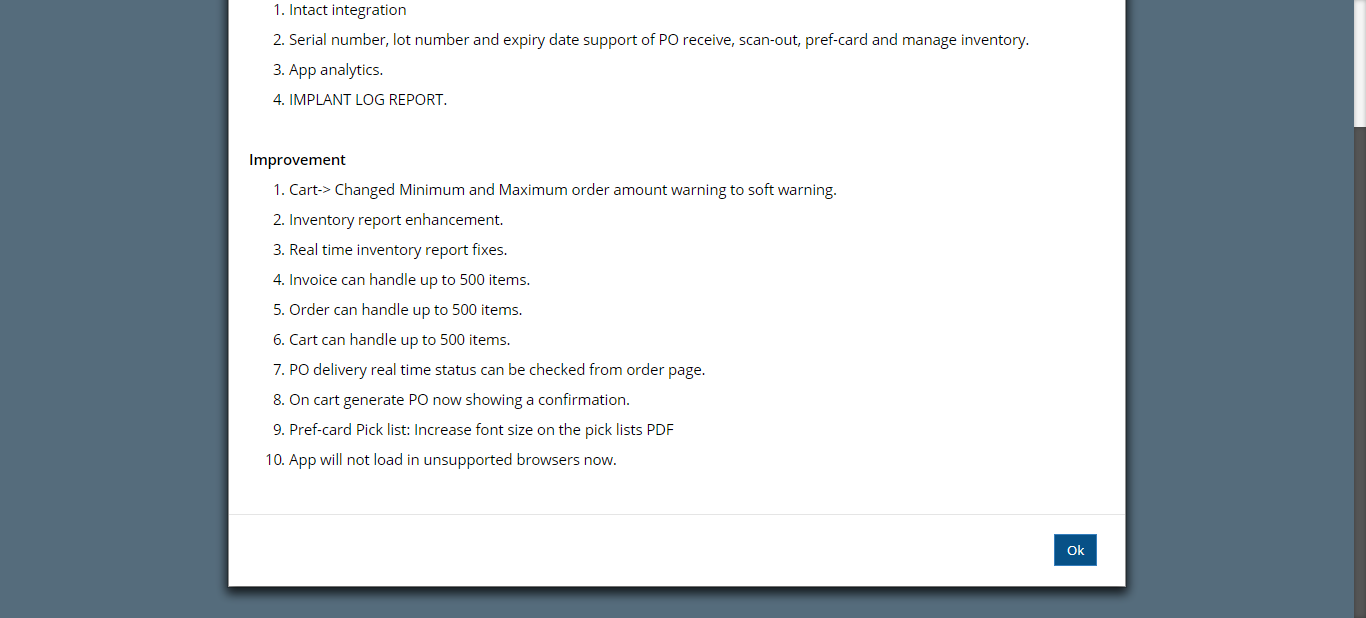 1. Intact integration
2. Serial number, lot number and expiry date support of PO receive, scan-out, pref-card and manage inventory.
3. App analytics.
4. IMPLANT LOG REPORT.
Improvement
1. Cart-> Changed Minimum and Maximum order amount warning to soft warning.
2. Inventory report enhancement.
3. Real time inventory report fixes.
4. Invoice can handle up to 500 items.
5. Order can handle up to 500 items.
6. Cart can handle up to 500 items.
7. PO delivery real time status can be checked from order page.
8. On cart generate PO now showing a confirmation.
9. Pref-card Pick list: Increase font size on the pick lists PDF
10. App will not load in unsupported browsers now.
Ok